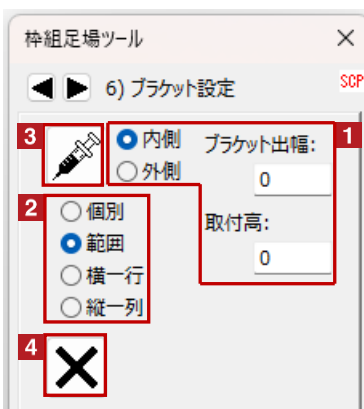 枠組足場ツール
6) ブラケット設定
SCP
3
内側
外側
ブラケット出幅:
0
取付高:
0
1
2
個別
範囲
横一行
縦一列
4